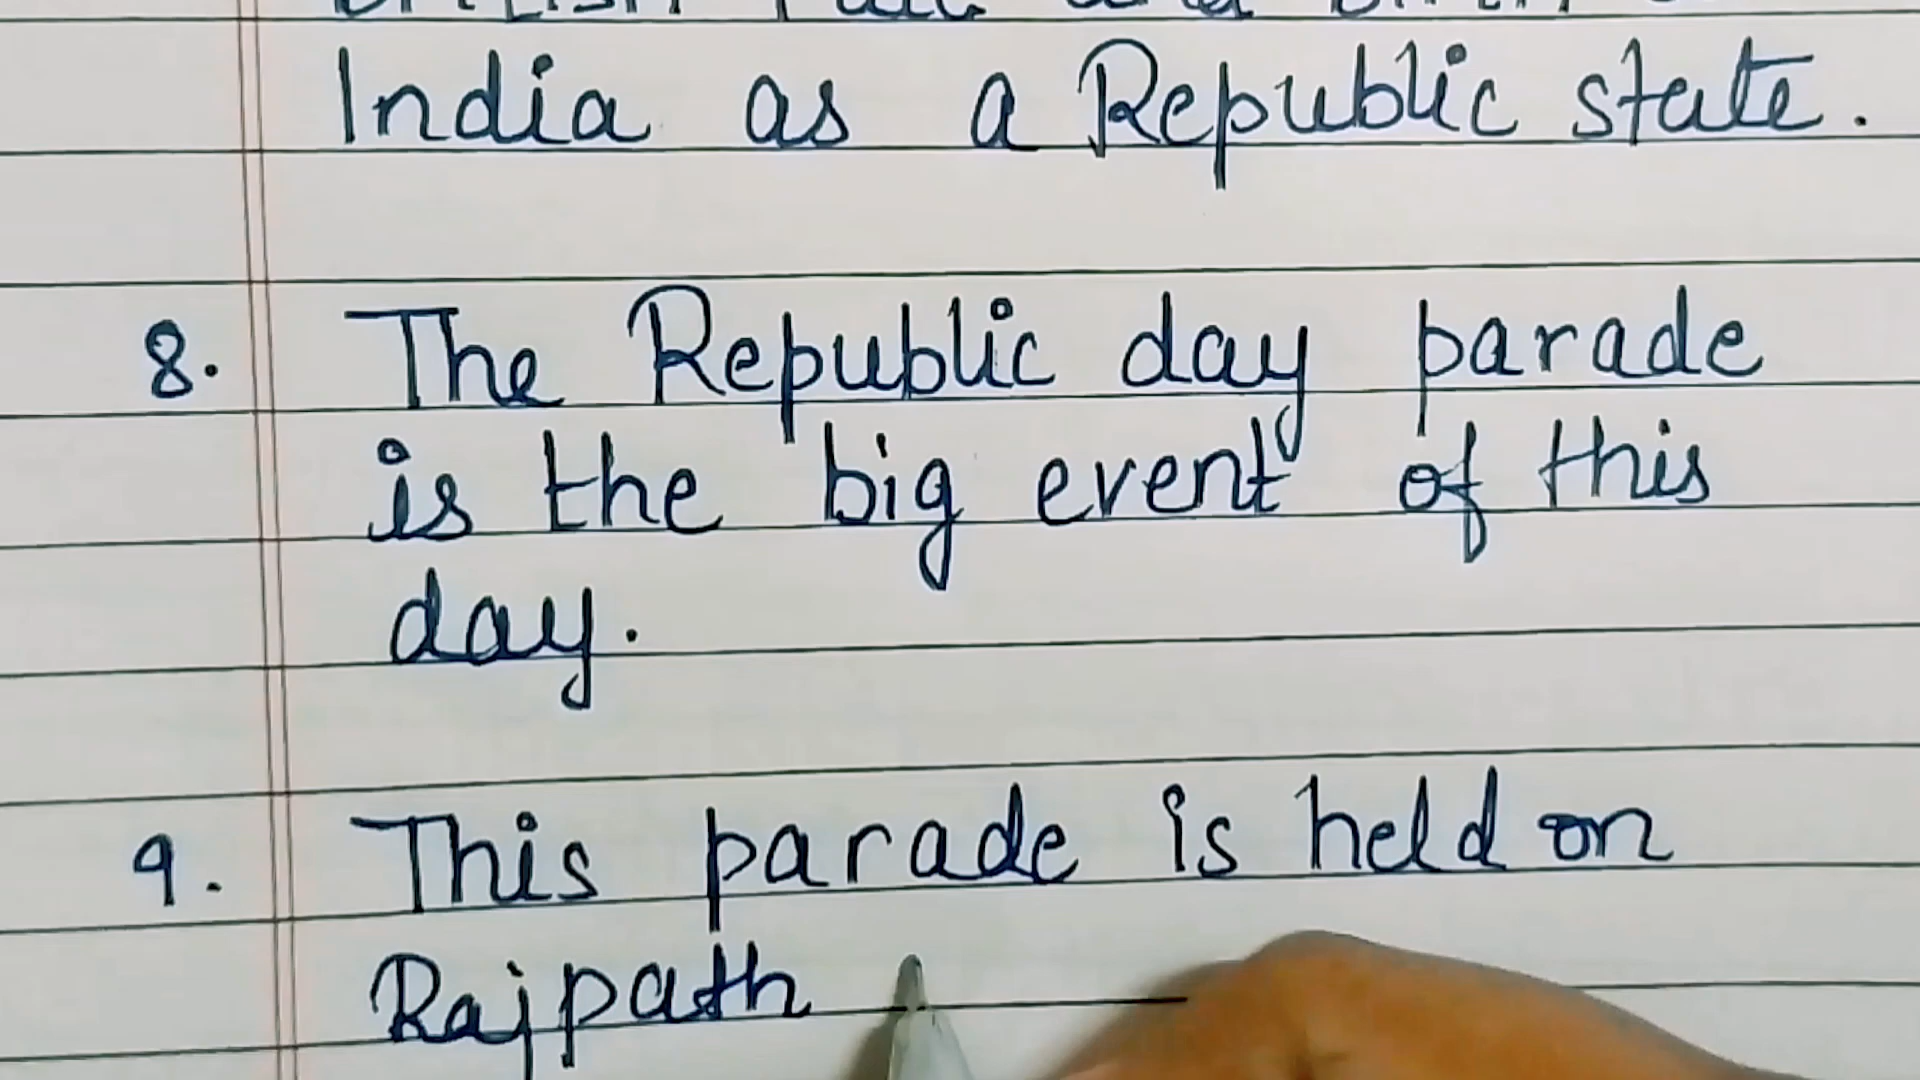 India as a Republic state.
8. The Republic day parade
is the big event of this
day.
9. This parade is held on
Rajpath